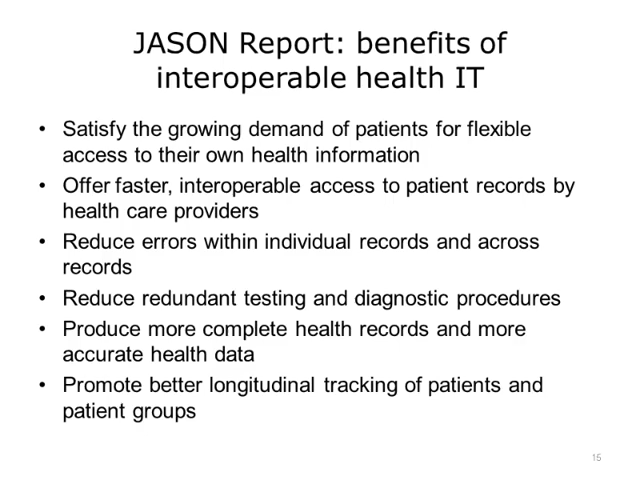 JASON Report: benefits of
interoperable health IT
• Satisfy the growing demand of patients for flexible
access to their own health information
• Offer faster, interoperable access to patient records by
health care providers
• Reduce errors within individual records and across
records
• Reduce redundant testing and diagnostic procedures
• Produce more complete health records and more
accurate health data
• Promote better longitudinal tracking of patients and
patient groups
15